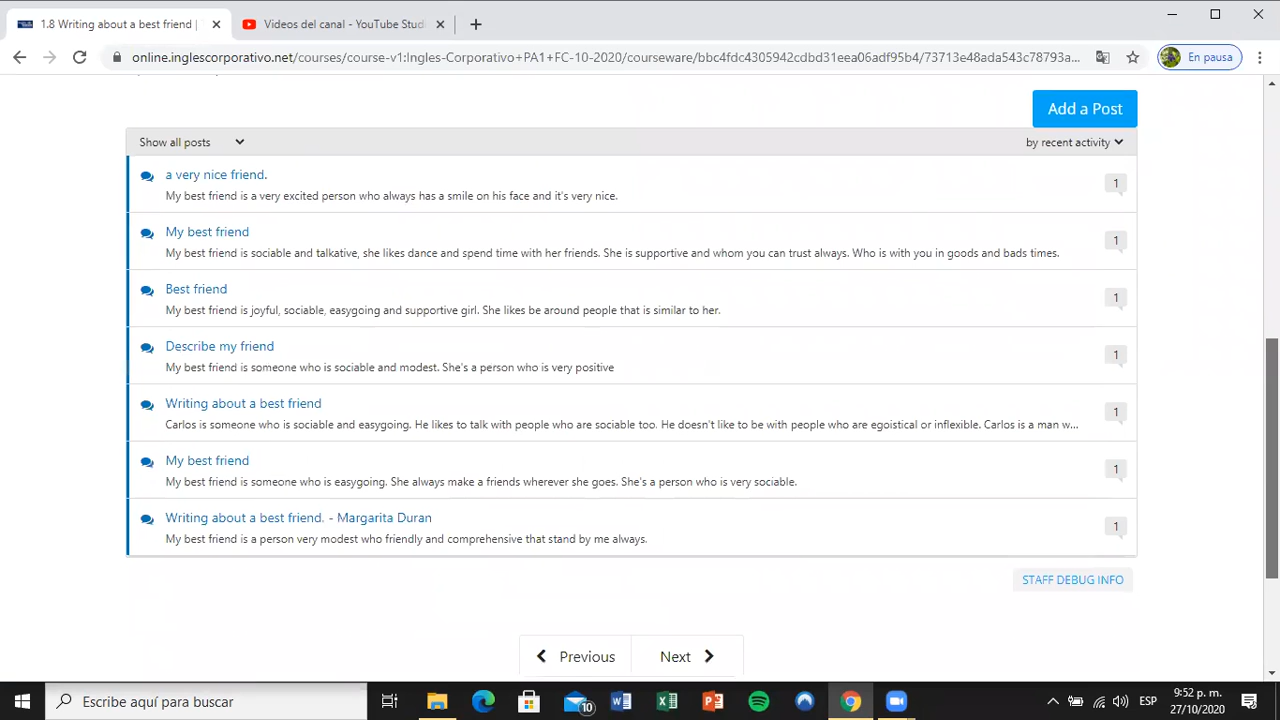 1.8 Writing about a best friend |
Videos del canal - YouTube Stud
online.inglescorporativo.net/courses/course-v1:Ingles-Corporativo+PA1+FC-10-2020/courseware/bbc4fdc4305942cdbd31eea06adf95b4/73713e48ada543c78793a...
En pausa
Add a Post
Show all posts
by recent activity
a very nice friend.
1
My best friend is a very excited person who always has a smile on his face and it's very nice.
My best friend
1
My best friend is sociable and talkative, she likes dance and spend time with her friends. She is supportive and whom you can trust always. Who is with you in goods and bads times.
Best friend
1
My best friend is joyful, sociable, easygoing and supportive girl. She likes be around people that is similar to her.
Describe my friend
1
My best friend is someone who is sociable and modest. She's a person who is very positive
Writing about a best friend
1
Carlos is someone who is sociable and easygoing. He likes to talk with people who are sociable too. He doesn't like to be with people who are egoistical or inflexible. Carlos is a man w...
My best friend
1
My best friend is someone who is easygoing. She always make a friends wherever she goes. She's a person who is very sociable.
Writing about a best friend. - Margarita Duran
1
My best friend is a person very modest who friendly and comprehensive that stand by me always.
STAFF DEBUG INFO
Previous
Next
Escribe aquí para buscar
10
ESP
9:52 p. m.
27/10/2020